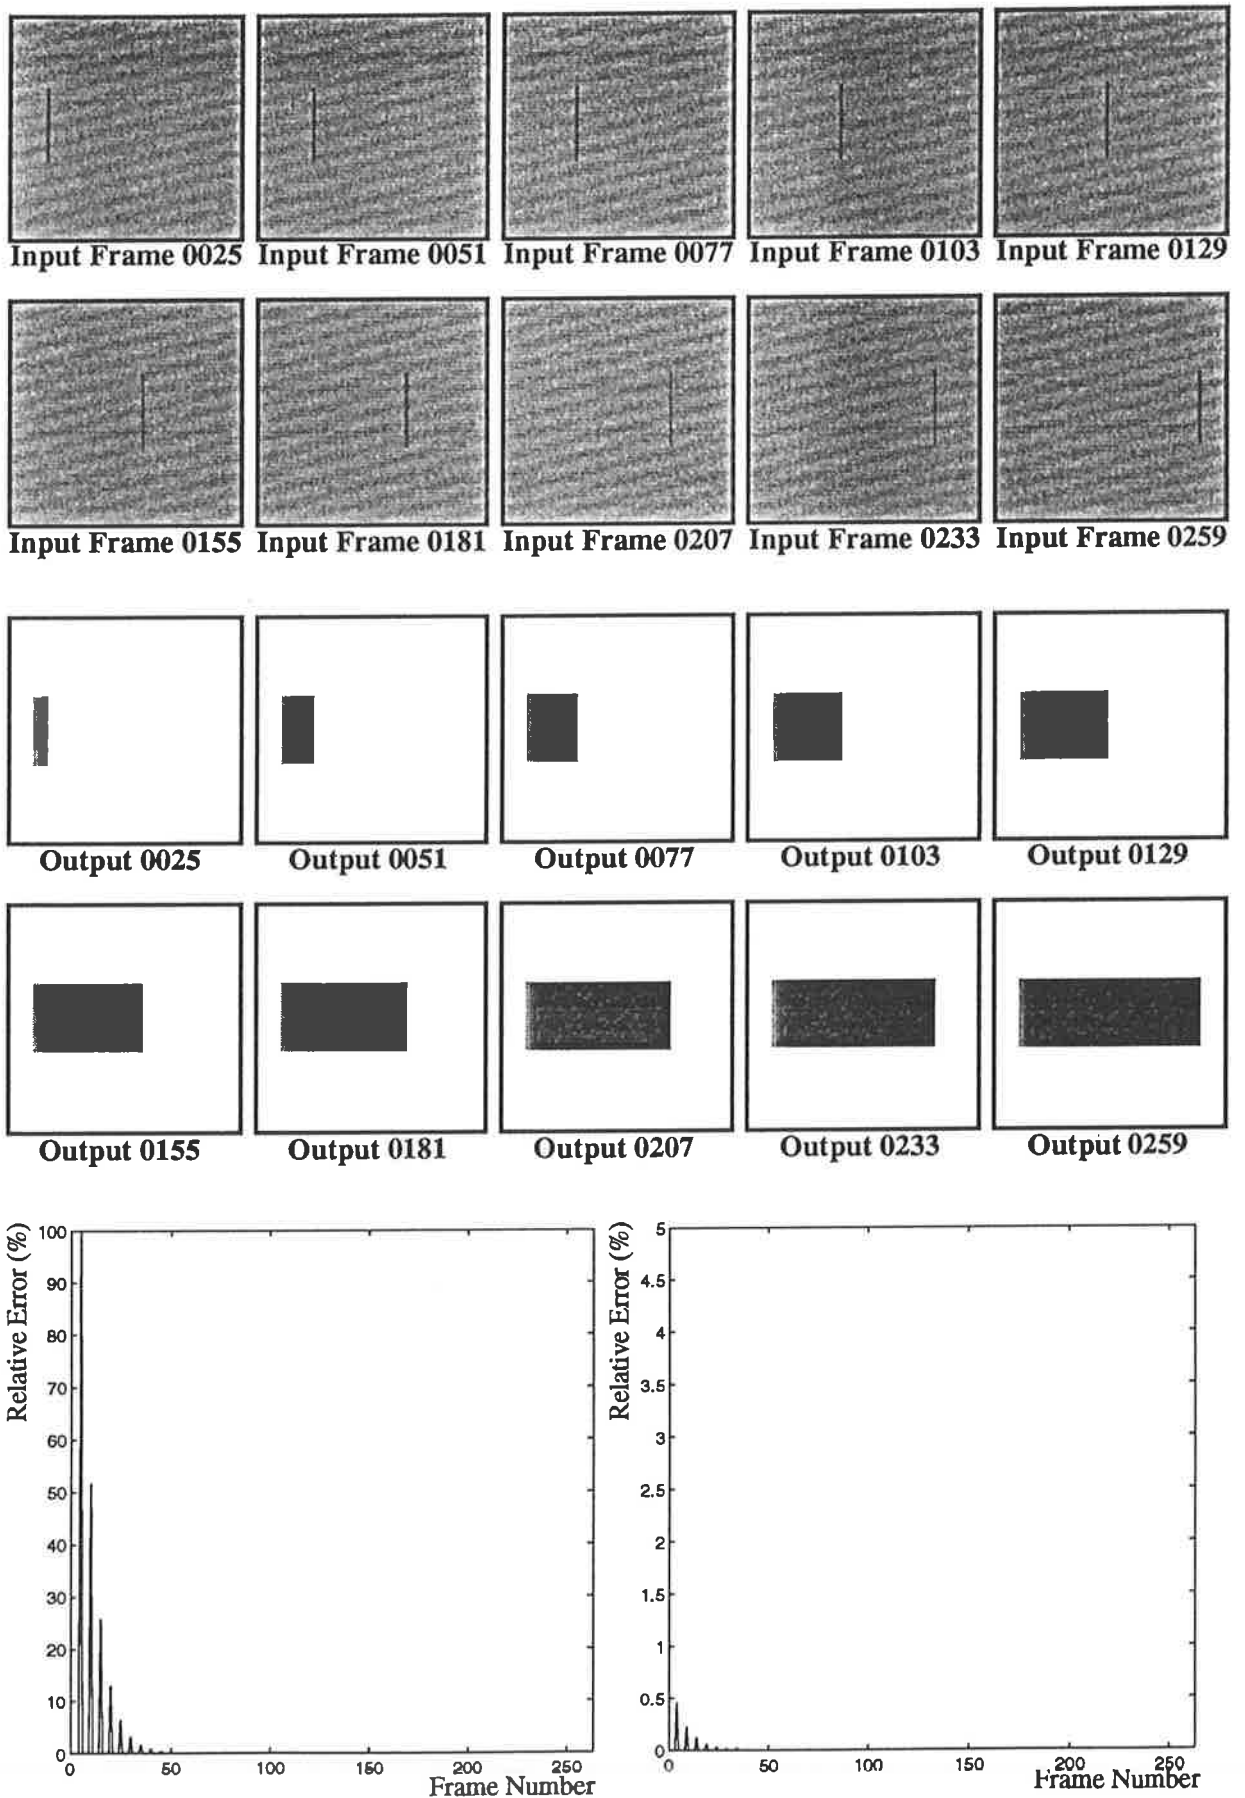 Input Frame 0025 Input Frame 0051 Input Frame 0077 Input Frame 0103 Input Frame 0129
Input Frame 0155 Input Frame 0181 Input Frame 0207 Input Frame 0233 Input Frame 0259
Output 0025 Output 0051 Output 0077 Output 0103 Output 0129
Output 0155 Output 0181 Output 0207 Output 0233 Output 0259
Relative Error (%)
100
90
80
70
60
50
40
30
20
10
0
0 50 100 150 200 250
Frame Number
Relative Error (%)
5
4.5
4
3.5
3
2.5
2
1.5
1
0.5
0
0 50 100 150 200 250
Frame Number